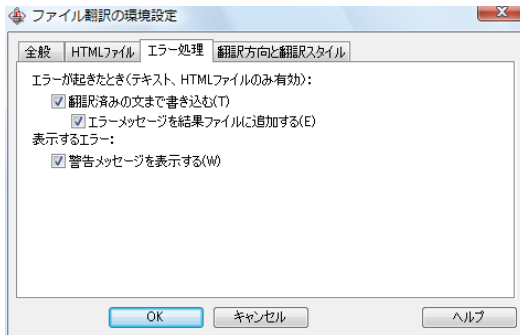 ファイル翻訳の環境設定
全般 HTMLファイル エラー処理 翻訳方向と翻訳スタイル
エラーが起きたとき(テキスト、HTMLファイルのみ有効):
翻訳済みの文まで書き込む(T)
エラーメッセージを結果ファイルに追加する(E)
表示するエラー:
警告メッセージを表示する(W)
OK キャンセル ヘルプ